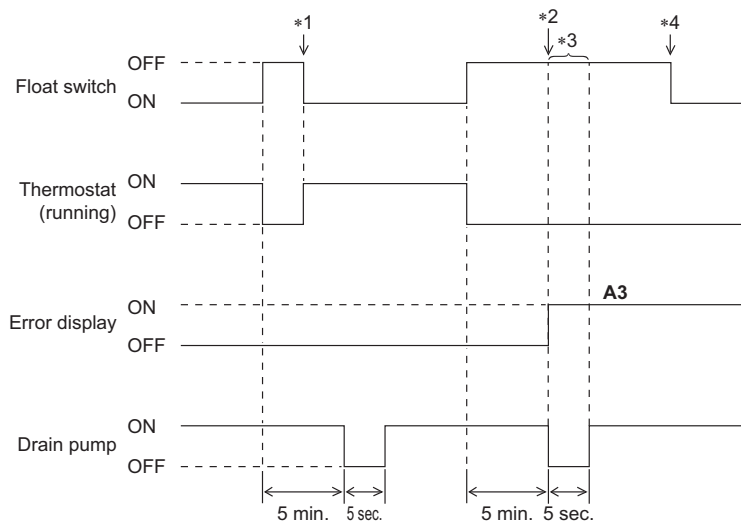 *1 *2 *3 *4
OFF
Float switch
ON
ON
Thermostat
(running)
OFF
ON
A3
Error display
OFF
ON
Drain pump
OFF
5 min. 5 sec. 5 min. 5 sec.